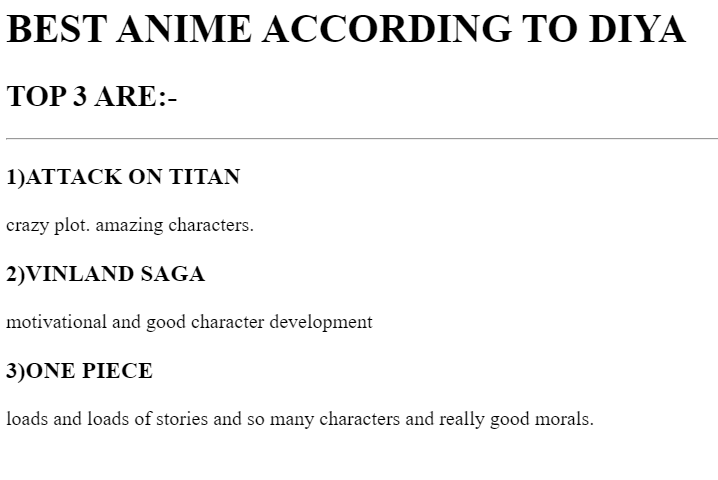 BEST ANIME ACCORDING TO DIYA
TOP 3 ARE:-
1)ATTACK ON TITAN
crazy plot. amazing characters.
2)VINLAND SAGA
motivational and good character development
3)ONE PIECE
loads and loads of stories and so many characters and really good morals.